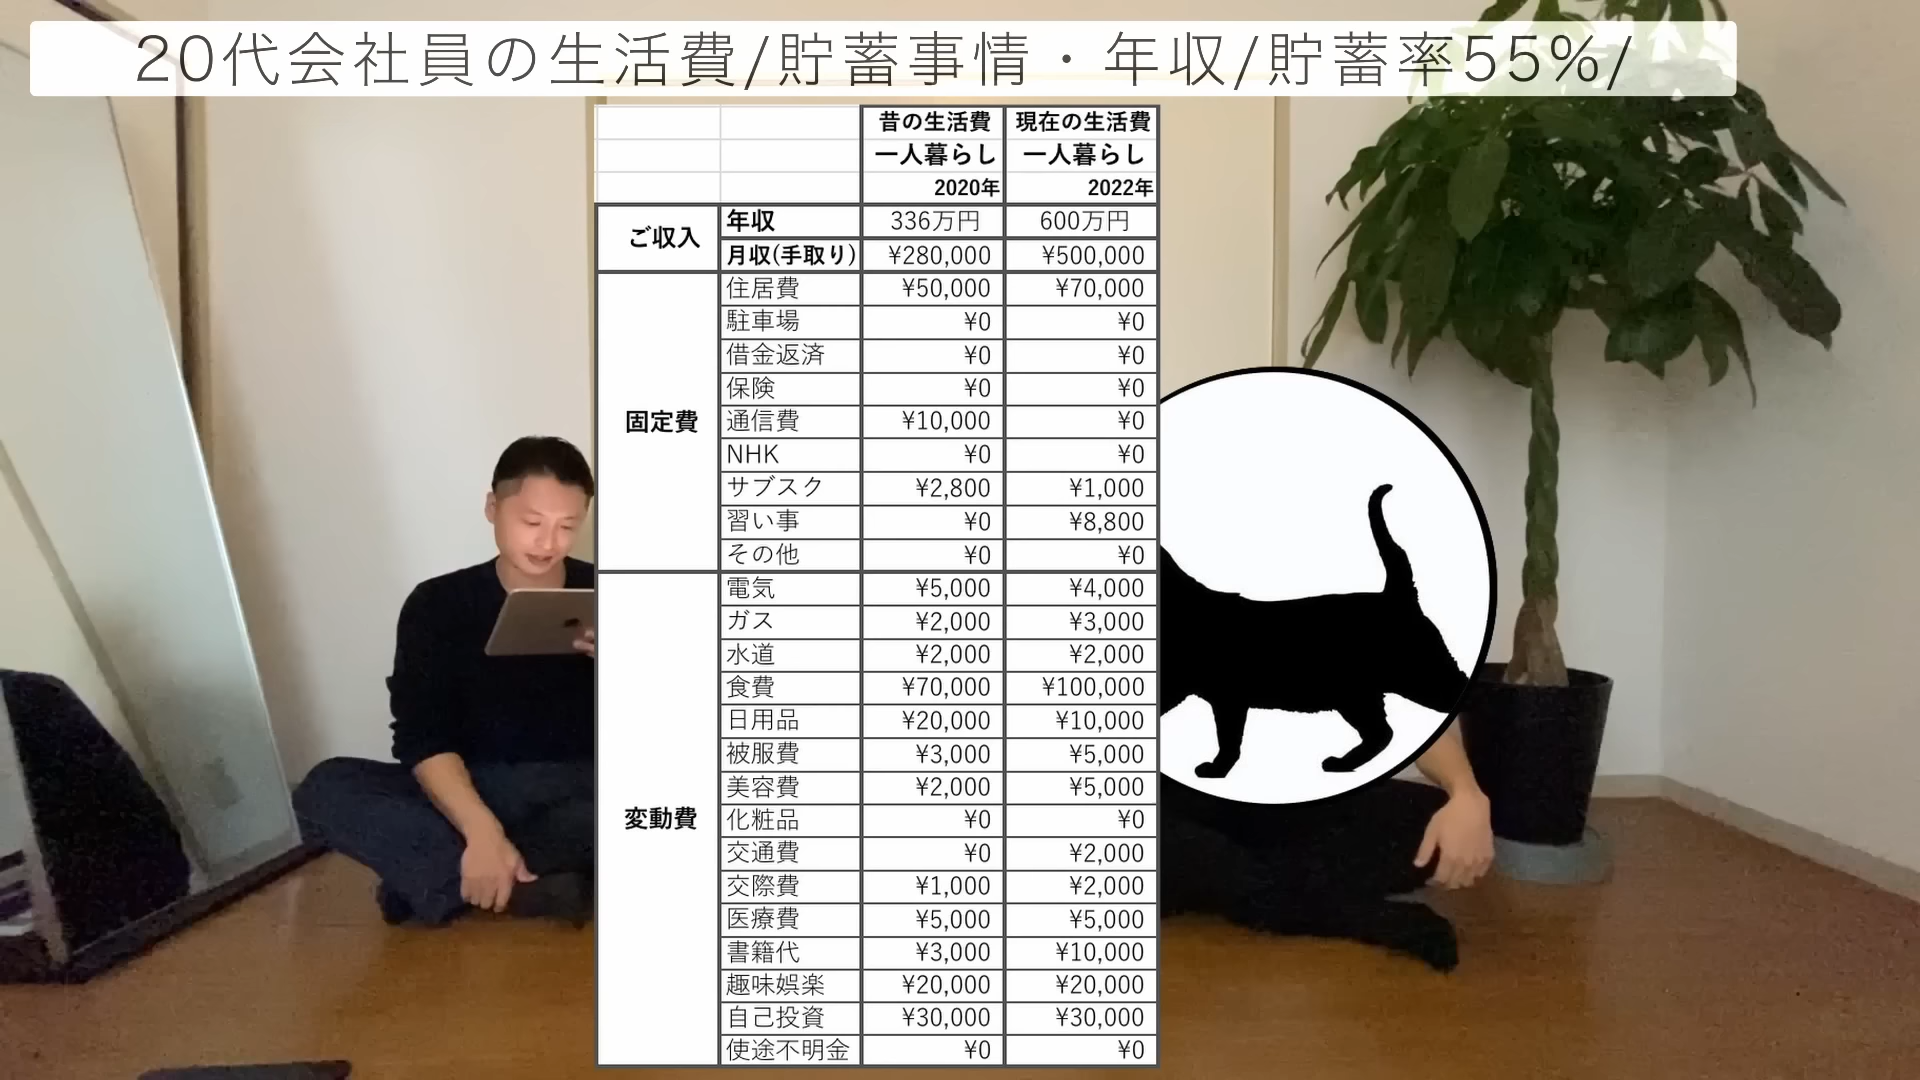 20代会社員の生活費/貯蓄事情・年収/貯蓄率55%/
昔の生活費 現在の生活費
一人暮らし 一人暮らし
2020年 2022年
ご収入
年収 336万円 600万円
月収(手取り) ¥280,000 ¥500,000
固定費
住居費 ¥50,000 ¥70,000
駐車場 ¥0 ¥0
借金返済 ¥0 ¥0
保険 ¥0 ¥0
通信費 ¥10,000 ¥0
NHK ¥0 ¥0
サブスク ¥2,800 ¥1,000
習い事 ¥0 ¥8,800
その他 ¥0 ¥0
変動費
電気 ¥5,000 ¥4,000
ガス ¥2,000 ¥3,000
水道 ¥2,000 ¥2,000
食費 ¥70,000 ¥100,000
日用品 ¥20,000 ¥10,000
被服費 ¥3,000 ¥5,000
美容費 ¥2,000 ¥5,000
化粧品 ¥0 ¥0
交通費 ¥0 ¥2,000
交際費 ¥1,000 ¥2,000
医療費 ¥5,000 ¥5,000
書籍代 ¥3,000 ¥10,000
趣味娯楽 ¥20,000 ¥20,000
自己投資 ¥30,000 ¥30,000
使途不明金 ¥0 ¥0